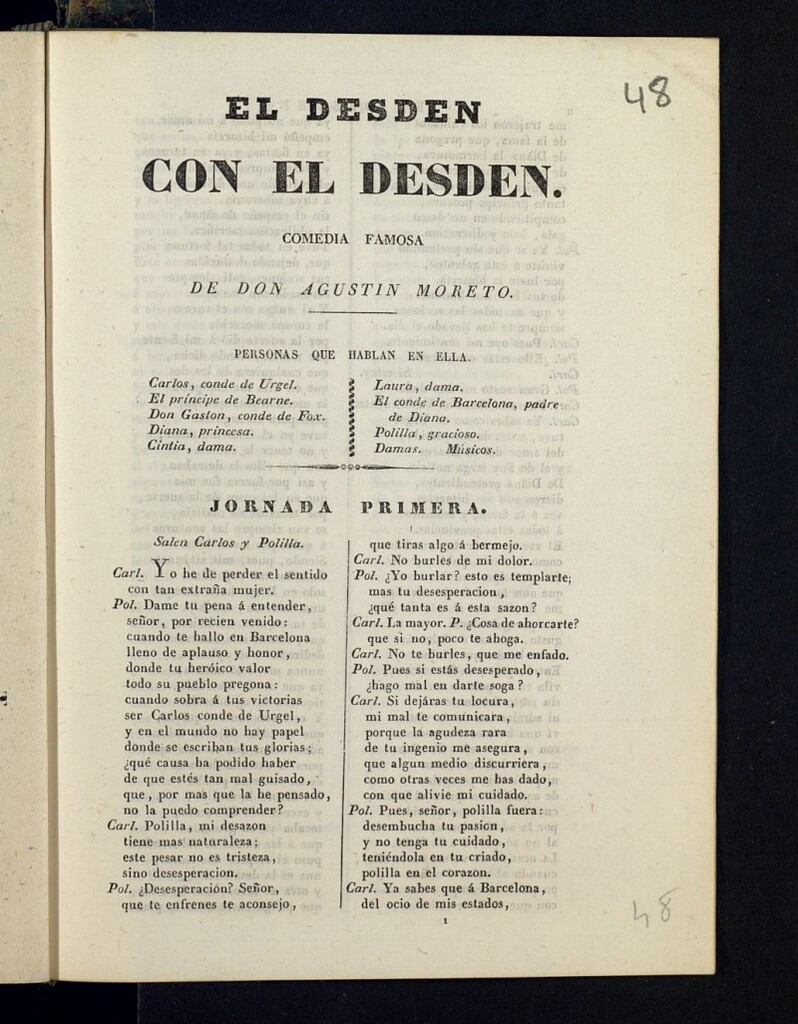 48
EL DESDEN
CON EL DESDEN.
COMEDIA FAMOSA
DE DON AGUSTIN MORETO.
PERSONAS QUE HABLAN EN ELLA.
Carlos, conde de Urgel.
El príncipe de Bearne.
Don Gaston, conde de Fox.
Diana, princesa.
Cintia, dama.
Laura, dama.
El conde de Barcelona, padre
de Diana.
Polilla, gracioso.
Damas. Músicos.
JORNADA PRIMERA.
Salen Carlos y Polilla.
Carl. Yo he de perder el sentido
con tan extraña muger.
Pol. Dame tu pena á entender,
señor, por recien venido:
cuando te hallo en Barcelona
lleno de aplauso y honor,
donde tu heróico valor
todo su pueblo pregona:
cuando sobra á tus victorias
ser Carlos conde de Urgel,
y en el mundo no hay papel
donde se escriban tus glorias;
¿qué causa ha podido haber
de que estés tan mal guisado,
que, por mas que la he pensado,
no la puedo comprender?
Carl. Polilla, mi desazon
tiene mas naturaleza;
este pesar no es tristeza,
sino desesperacion.
Pol. ¿Desesperacion? Señor,
que te enfrenes te aconsejo,
que tiras algo á bermejo.
Carl. No burles de mi dolor.
Pol. ¿Yo burlar? esto es templarte;
mas tu desesperacion,
¿qué tanta es á esta sazon?
Carl. La mayor. P. ¿Cosa de ahorcarte?
que si no, poco te ahoga.
Carl. No te burles, que me enfado.
Pol. Pues si estás desesperado,
¿hago mal en darte soga?
Carl. Si dejáras tu locura,
mi mal te comunicara,
porque la agudeza rara
de tu ingenio me asegura,
que algun medio discurriera,
como otras veces me has dado,
con que alivie mi cuidado.
Pol. Pues, señor, polilla fuera:
desembucha tu pasion,
y no tenga tu cuidado,
teniéndola en tu criado,
polilla en el corazon.
Carl. Ya sabes que á Barcelona,
del ocio de mis estados,
1
48